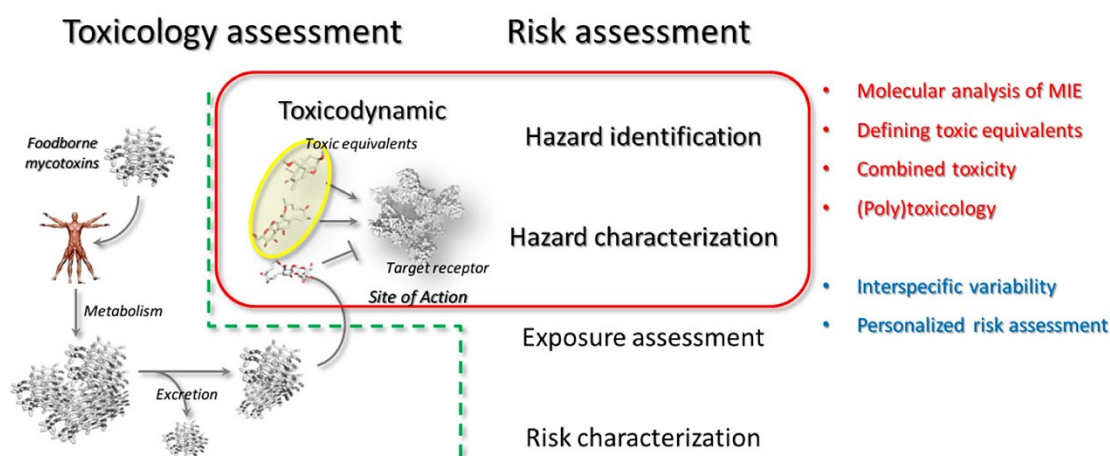 Toxicology assessment
Risk assessment
Foodborne
mycotoxins
Metabolism
Excretion
Toxicodynamic
Toxic equivalents
Target receptor
Site of Action
Hazard identification
Hazard characterization
Exposure assessment
Risk characterization
• Molecular analysis of MIE
• Defining toxic equivalents
• Combined toxicity
• (Poly)toxicology
• Interspecific variability
• Personalized risk assessment